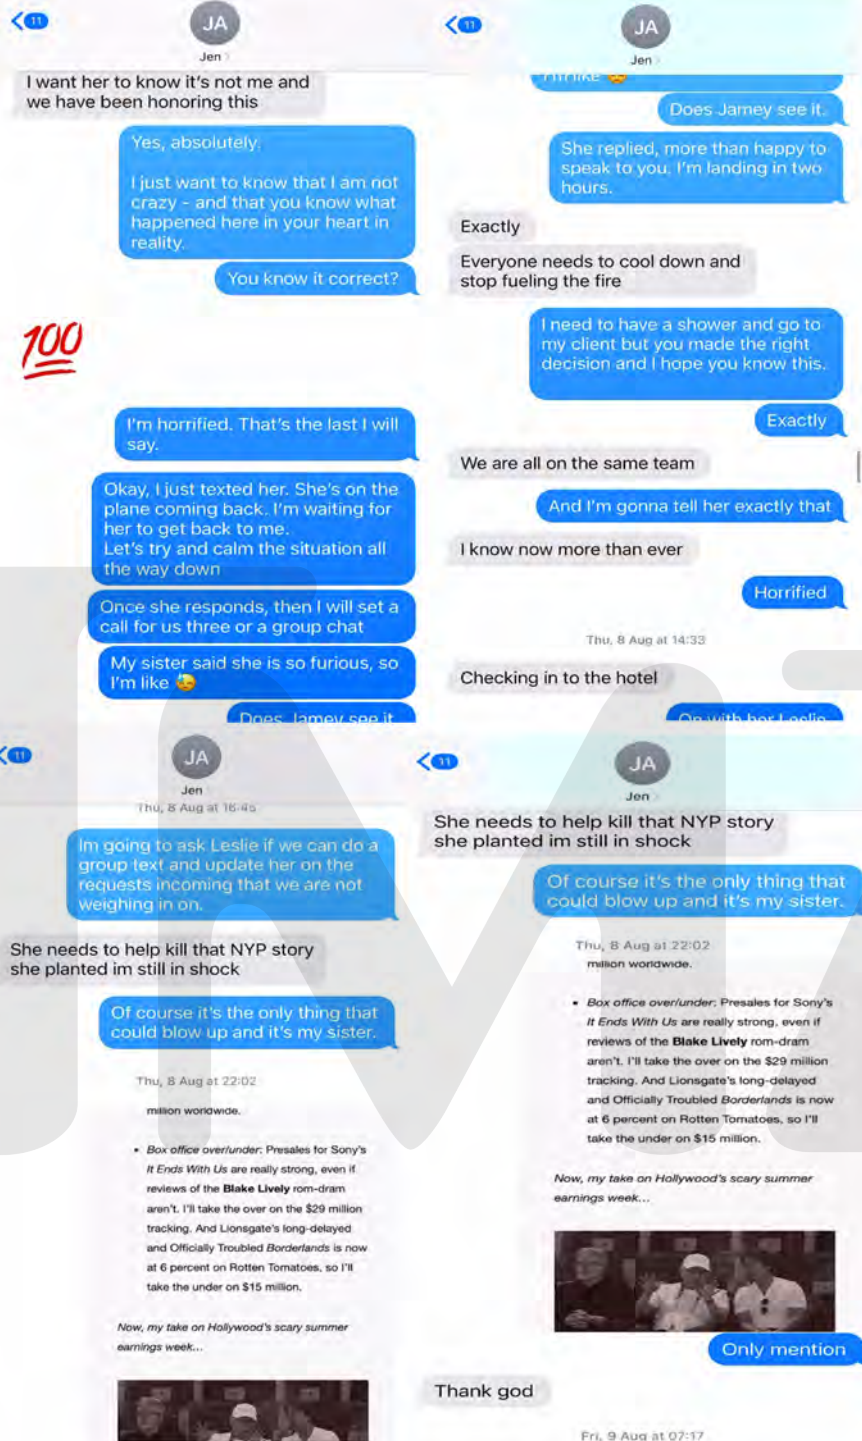 11
JA
Jen
I want her to know it's not me and
we have been honoring this
Yes, absolutely.
I just want to know that I am not
crazy - and that you know what
happened here in your heart in
reality.
You know it correct?
100
I'm horrified. That's the last I will
say.
Okay, I just texted her. She's on the
plane coming back. I'm waiting for
her to get back to me.
Let's try and calm the situation all
the way down
Once she responds, then I will set a
call for us three or a group chat
My sister said she is so furious, so
I'm like 😓
Does Jamey see it
11
JA
Jen
I'm like
Does Jamey see it.
She replied, more than happy to
speak to you. I'm landing in two
hours.
Exactly
Everyone needs to cool down and
stop fueling the fire
I need to have a shower and go to
my client but you made the right
decision and I hope you know this.
Exactly
We are all on the same team
And I'm gonna tell her exactly that
I know now more than ever
Horrified
Thu, 8 Aug at 14:33
Checking in to the hotel
On with her Leslie
11
JA
Jen
Thu, 8 Aug at 16:45
Im going to ask Leslie if we can do a
group text and update her on the
requests incoming that we are not
weighing in on.
She needs to help kill that NYP story
she planted im still in shock
Of course it's the only thing that
could blow up and it's my sister.
Thu, 8 Aug at 22:02
million worldwide.
• Box office over/under: Presales for Sony's
It Ends With Us are really strong, even if
reviews of the Blake Lively rom-dram
aren't. I'll take the over on the $29 million
tracking. And Lionsgate's long-delayed
and Officially Troubled Borderlands is now
at 6 percent on Rotten Tomatoes, so I'll
take the under on $15 million.
Now, my take on Hollywood's scary summer
earnings week...
11
JA
Jen
She needs to help kill that NYP story
she planted im still in shock
Of course it's the only thing that
could blow up and it's my sister.
Thu, 8 Aug at 22:02
million worldwide.
• Box office over/under: Presales for Sony's
It Ends With Us are really strong, even if
reviews of the Blake Lively rom-dram
aren't. I'll take the over on the $29 million
tracking. And Lionsgate's long-delayed
and Officially Troubled Borderlands is now
at 6 percent on Rotten Tomatoes, so I'll
take the under on $15 million.
Now, my take on Hollywood's scary summer
earnings week...
Only mention
Thank god
Fri, 9 Aug at 07:17